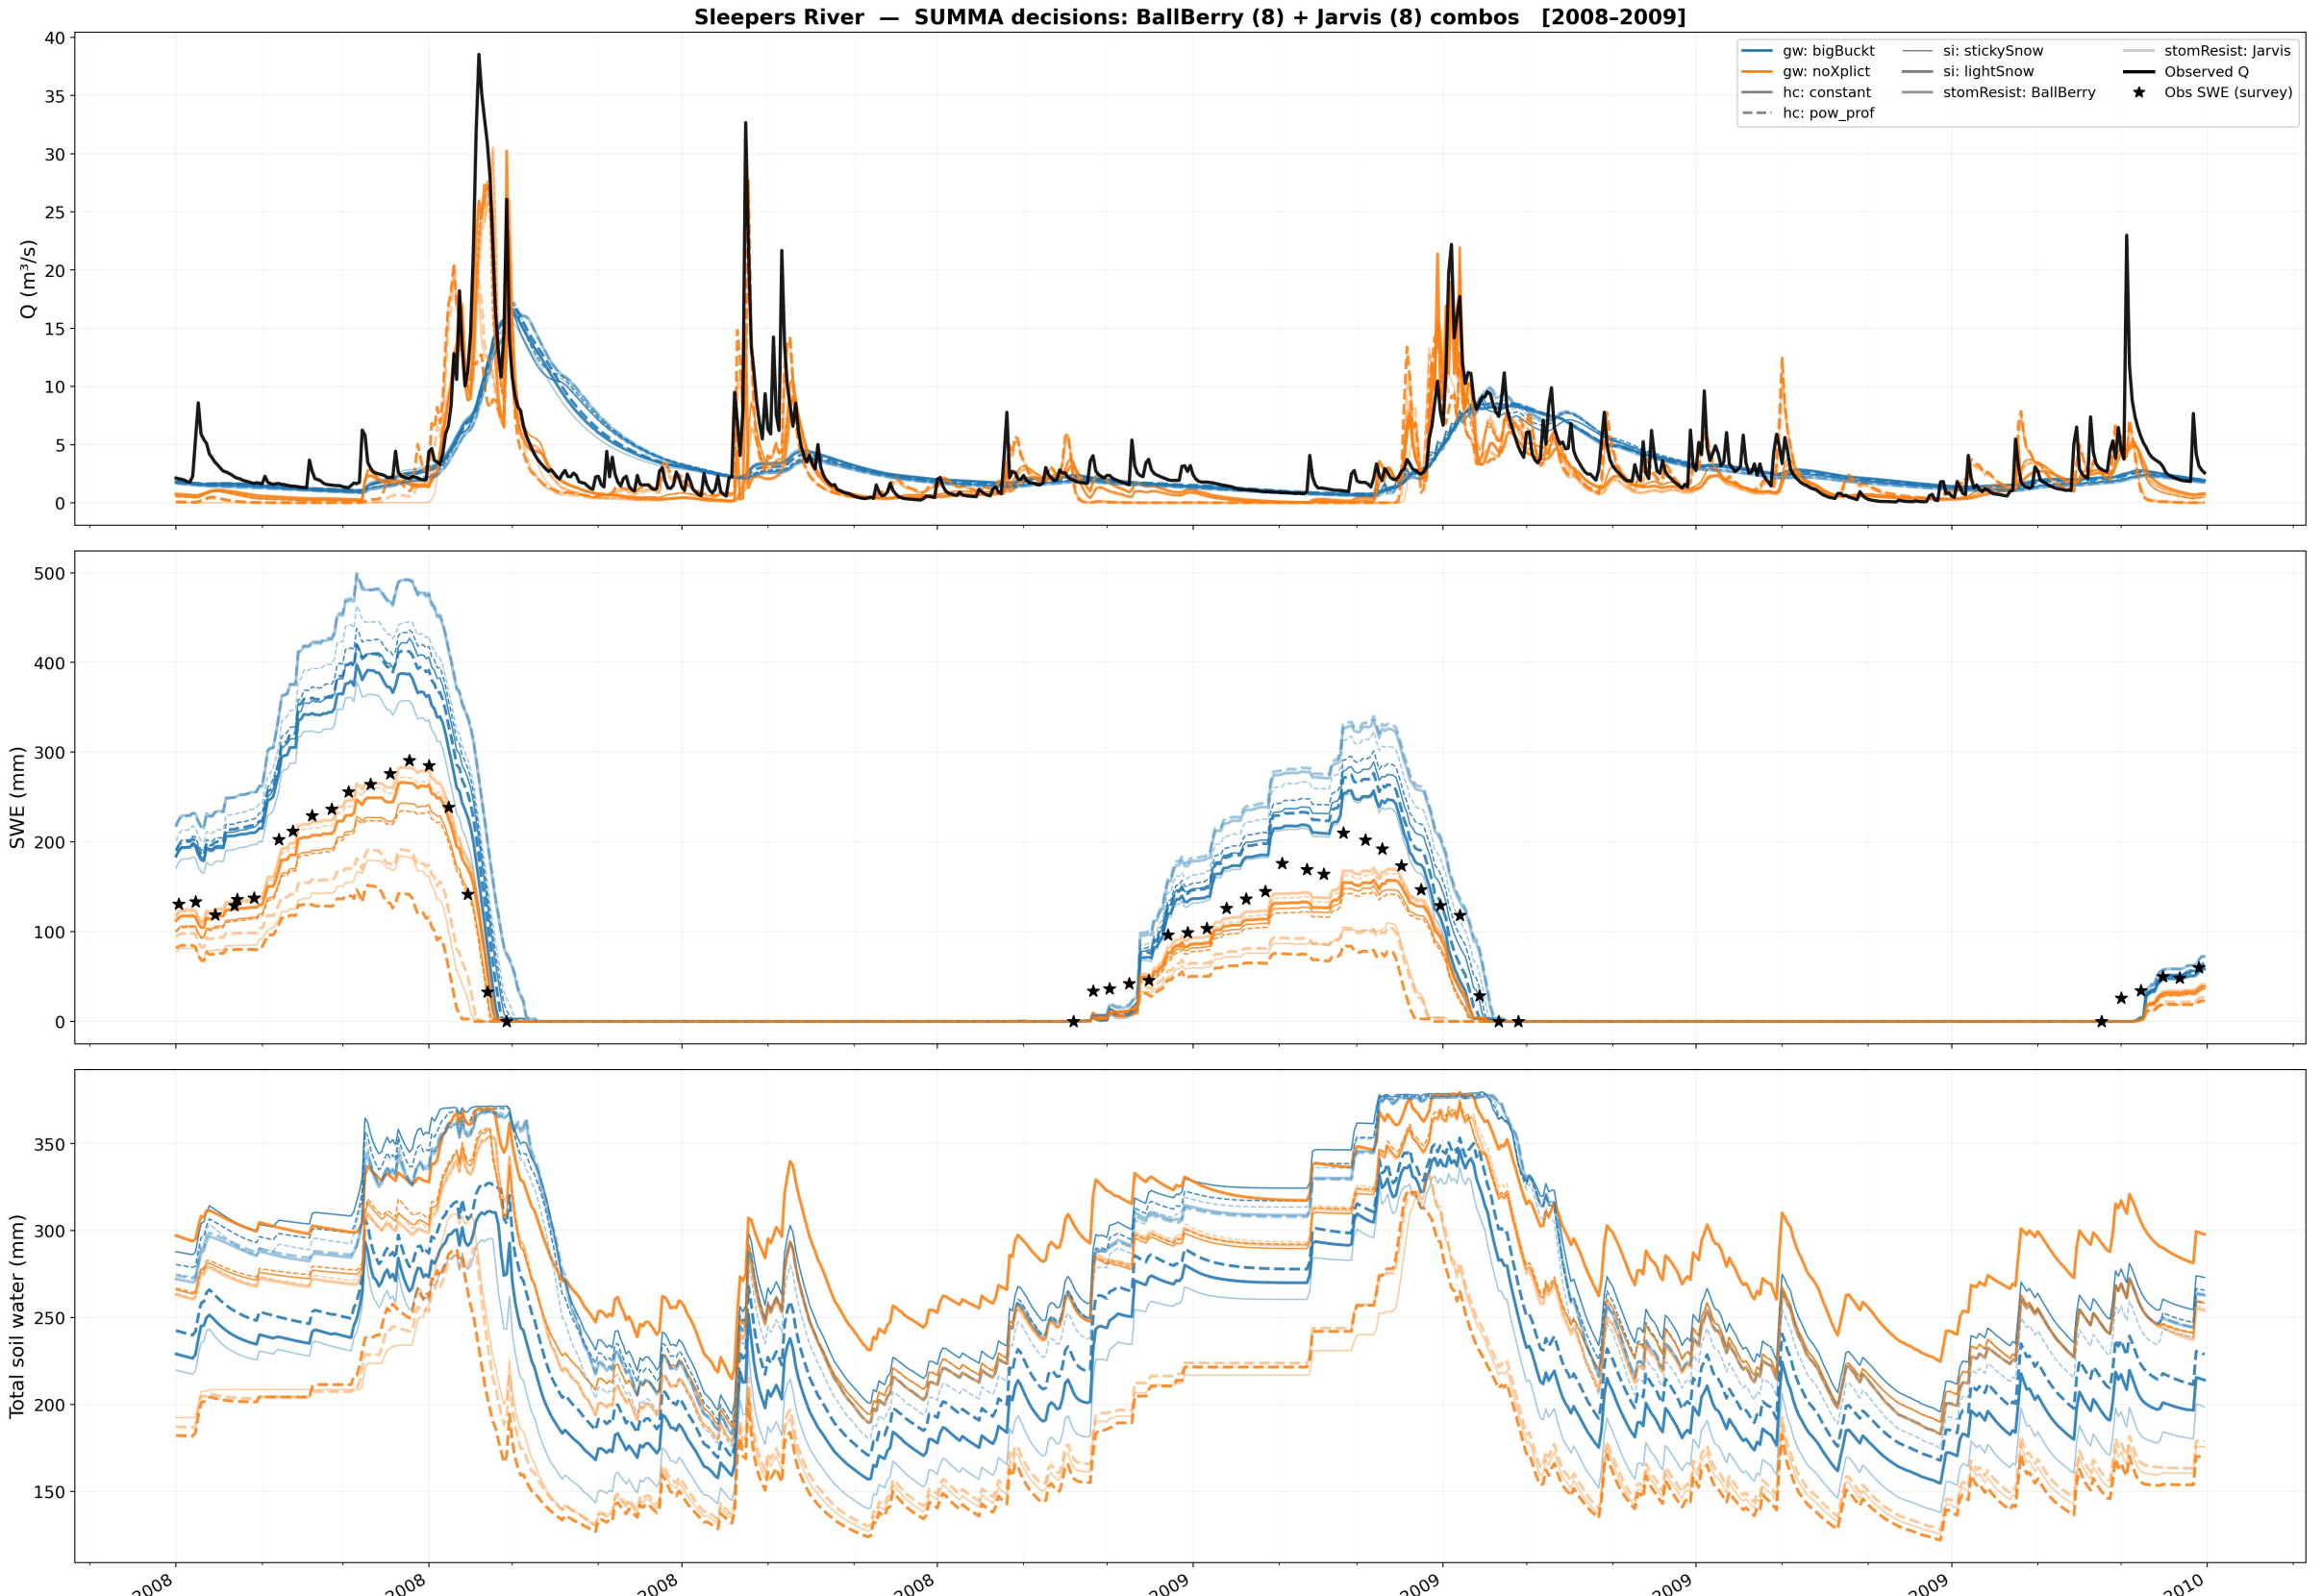 Sleepers River — SUMMA decisions: BallBerry (8) + Jarvis (8) combos [2008–2009]
40
35
30
25
20
15
10
5
0
Q (m³/s)
gw: bigBuckt
gw: noXplict
hc: constant
hc: pow_prof
si: stickySnow
si: lightSnow
stomResist: BallBerry
stomResist: Jarvis
Observed Q
Obs SWE (survey)
500
400
300
200
100
0
SWE (mm)
350
300
250
200
150
Total soil water (mm)
2008
2008
2008
2008
2009
2009
2009
2009
2010